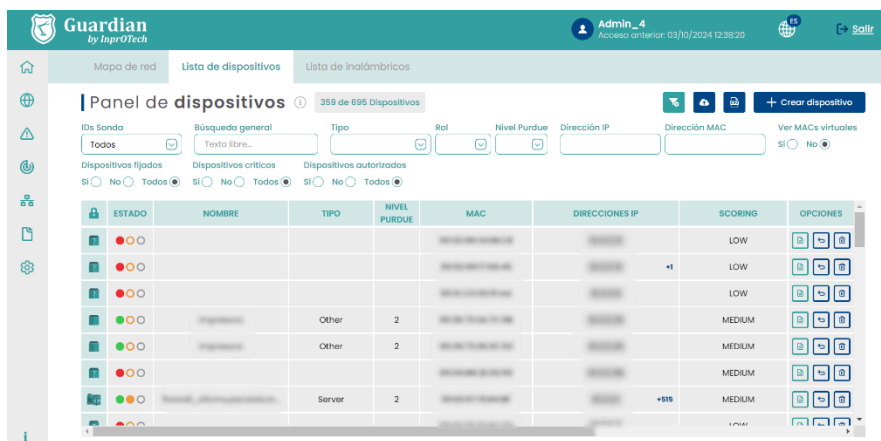 Guardian
by InprOTech
Admin_4
Acceso anterior: 03/10/2024 12:38:20
ES
Salir
Mapa de red
Lista de dispositivos
Lista de inalámbricos
Panel de dispositivos
359 de 695 Dispositivos
+ Crear dispositivo
IDs Sonda
Búsqueda general
Tipo
Rol
Nivel Purdue
Dirección IP
Dirección MAC
Ver MACs virtuales
Todos
Texto libre...
Sí No
Dispositivos fijados
Dispositivos críticos
Dispositivos autorizados
Sí No Todos
Sí No Todos
Sí No Todos
ESTADO
NOMBRE
TIPO
NIVEL PURDUE
MAC
DIRECCIONES IP
SCORING
OPCIONES
LOW
+1 LOW
LOW
Other 2 MEDIUM
Other 2 MEDIUM
MEDIUM
Server 2 +515 MEDIUM
LOW